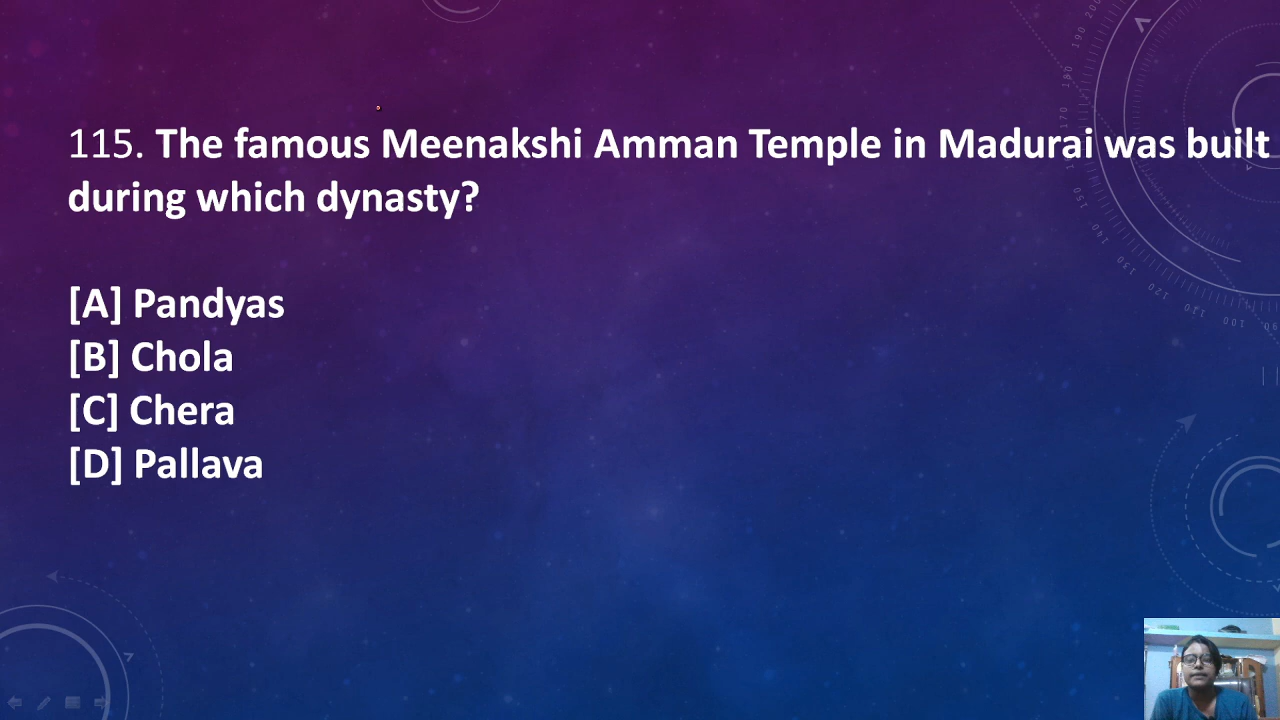 115. The famous Meenakshi Amman Temple in Madurai was built
during which dynasty?
[A] Pandyas
[B] Chola
[C] Chera
[D] Pallava